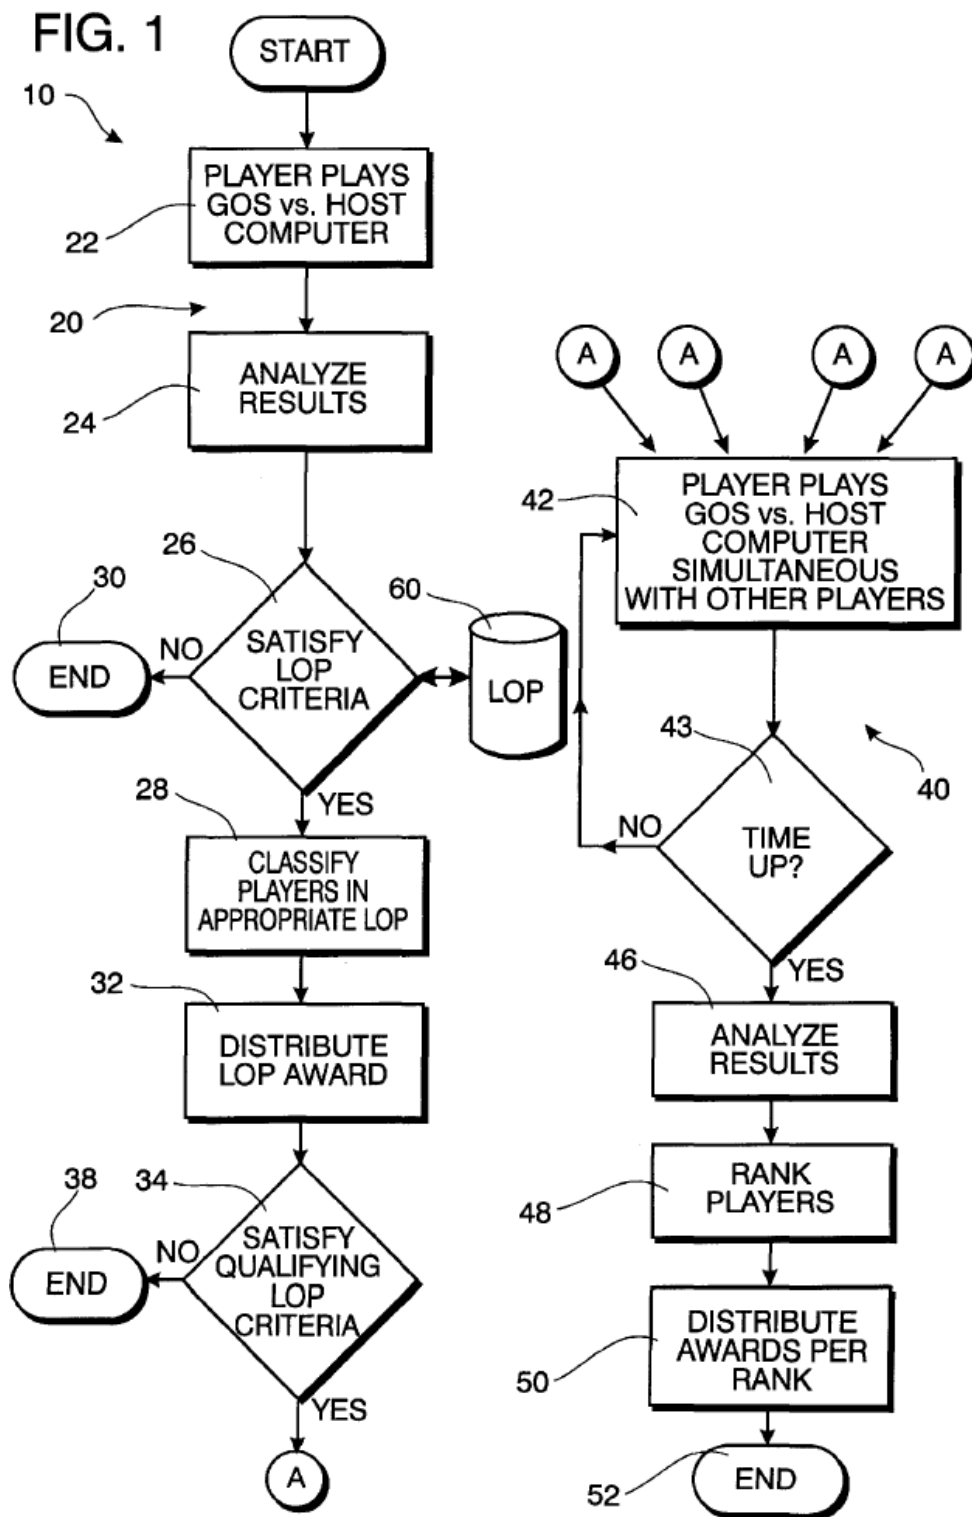 FIG. 1
START
10
PLAYER PLAYS
GOS vs. HOST
COMPUTER
22
20
ANALYZE
RESULTS
24
26
30
SATISFY
LOP
CRITERIA
NO
END
60
LOP
YES
28
CLASSIFY
PLAYERS IN
APPROPRIATE LOP
32
DISTRIBUTE
LOP AWARD
34
38
SATISFY
QUALIFYING
LOP
CRITERIA
NO
END
YES
A
A
A
A
A
42
PLAYER PLAYS
GOS vs. HOST
COMPUTER
SIMULTANEOUS
WITH OTHER PLAYERS
43
40
NO
TIME
UP?
YES
46
ANALYZE
RESULTS
RANK
PLAYERS
48
DISTRIBUTE
AWARDS PER
RANK
50
END
52